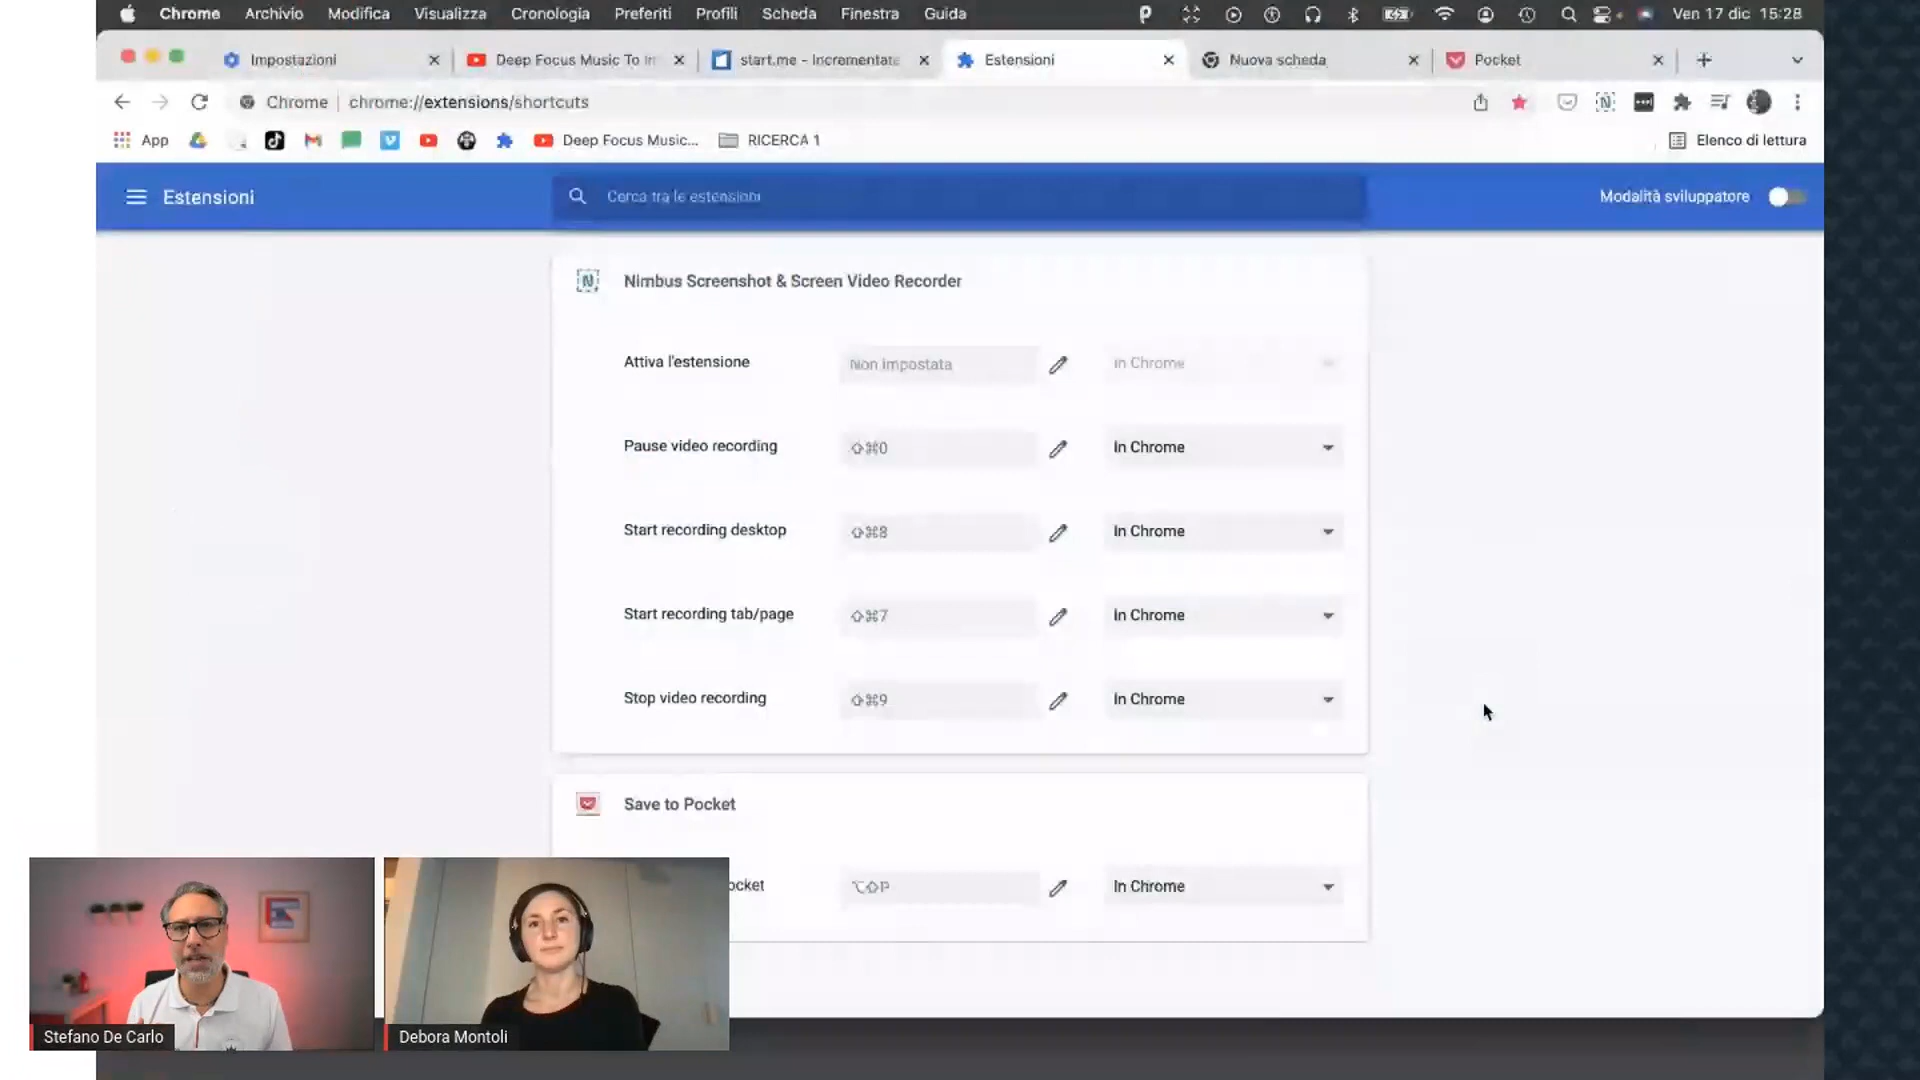 Chrome Archivio Modifica Visualizza Cronologia Preferiti Profili Scheda Finestra Guida Ven 17 dic 15:28
Impostazioni Deep Focus Music To Im start.me - Incrementate Estensioni Nuova scheda Pocket
Chrome chrome://extensions/shortcuts
App Deep Focus Music... RICERCA 1 Elenco di lettura
Estensioni Cerca tra le estensioni Modalità sviluppatore
Nimbus Screenshot & Screen Video Recorder
Attiva l'estensione Non impostata In Chrome
Pause video recording ⇧⌘0 In Chrome
Start recording desktop ⇧⌘8 In Chrome
Start recording tab/page ⇧⌘7 In Chrome
Stop video recording ⇧⌘9 In Chrome
Save to Pocket
ocket ⌥⇧P In Chrome
Stefano De Carlo Debora Montoli